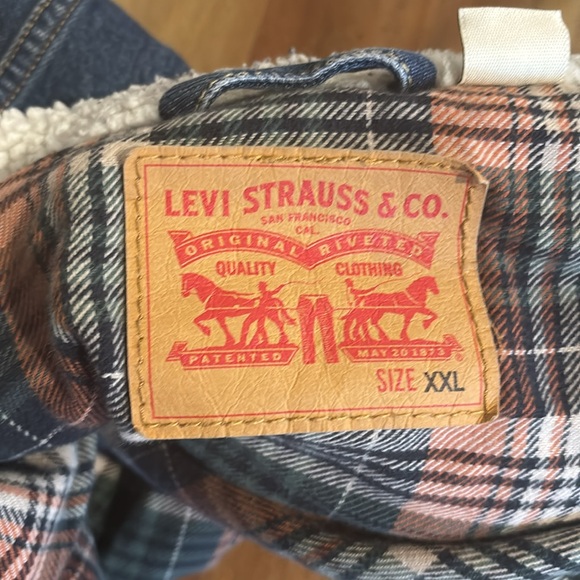 LEVI STRAUSS & CO.
SAN FRANCISCO
CAL.
ORIGINAL RIVETED
QUALITY CLOTHING
PATENTED MAY 20 1873 ®
SIZE XXL